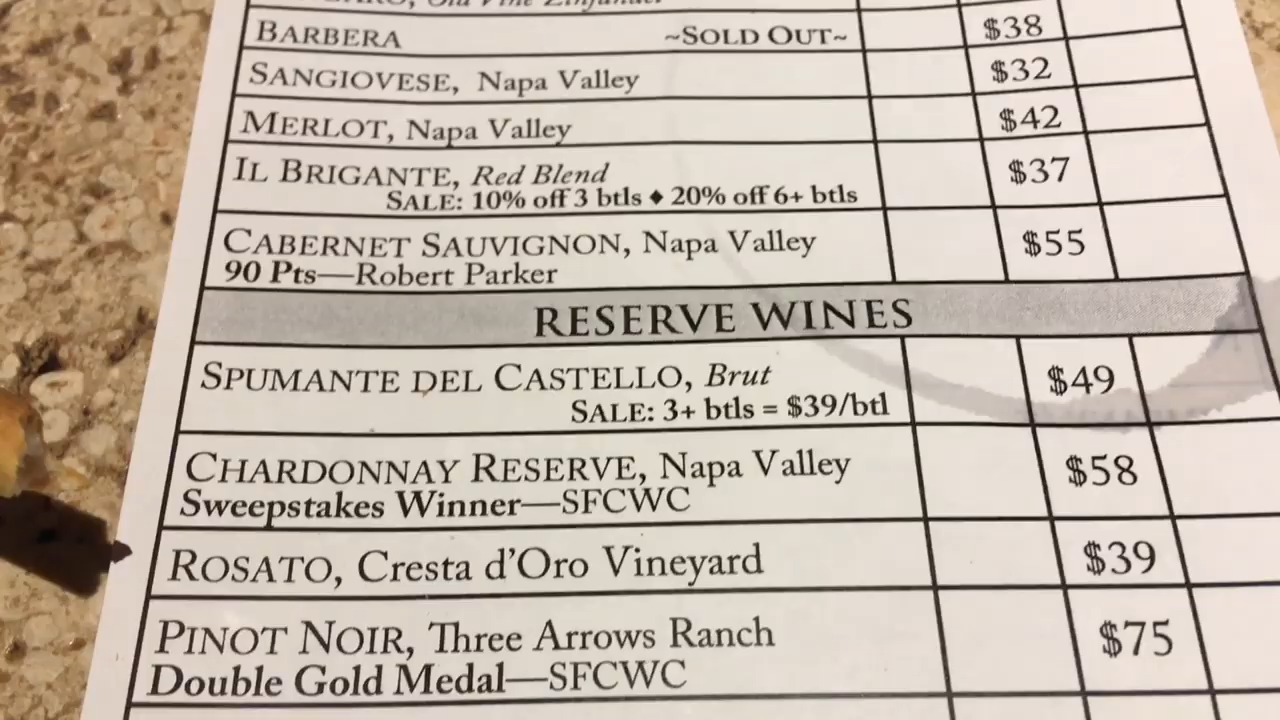 Old Vine Zinfandel
BARBERA ~SOLD OUT~ $38
SANGIOVESE, Napa Valley $32
MERLOT, Napa Valley $42
IL BRIGANTE, Red Blend $37
SALE: 10% off 3 btls ♦ 20% off 6+ btls
CABERNET SAUVIGNON, Napa Valley $55
90 Pts—Robert Parker
RESERVE WINES
SPUMANTE DEL CASTELLO, Brut $49
SALE: 3+ btls = $39/btl
CHARDONNAY RESERVE, Napa Valley $58
Sweepstakes Winner—SFCWC
ROSATO, Cresta d'Oro Vineyard $39
PINOT NOIR, Three Arrows Ranch $75
Double Gold Medal—SFCWC